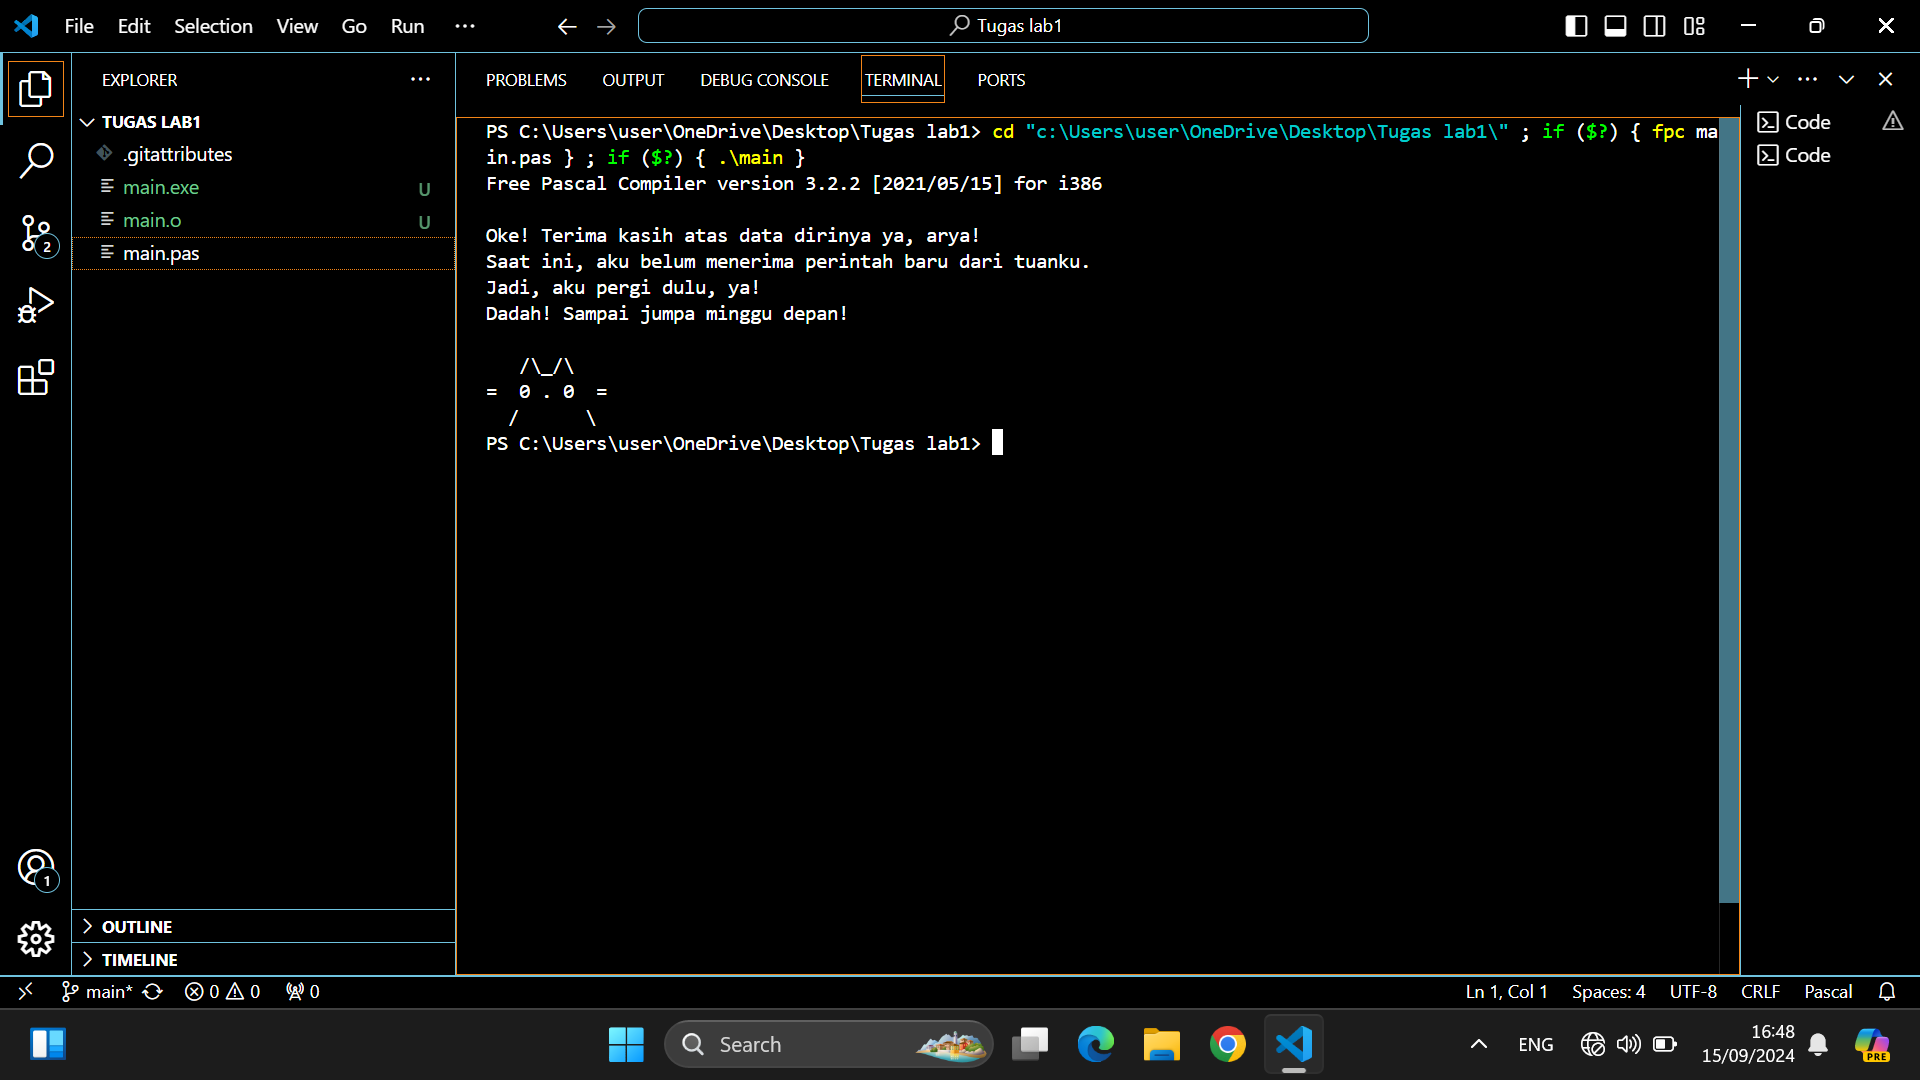 File Edit Selection View Go Run ···
Tugas lab1
EXPLORER ···
TUGAS LAB1
.gitattributes
main.exe U
main.o U
main.pas
2
1
OUTLINE
TIMELINE
PROBLEMS OUTPUT DEBUG CONSOLE TERMINAL PORTS
PS C:\Users\user\OneDrive\Desktop\Tugas lab1> cd "c:\Users\user\OneDrive\Desktop\Tugas lab1\" ; if ($?) { fpc ma
in.pas } ; if ($?) { .\main }
Free Pascal Compiler version 3.2.2 [2021/05/15] for i386
Oke! Terima kasih atas data dirinya ya, arya!
Saat ini, aku belum menerima perintah baru dari tuanku.
Jadi, aku pergi dulu, ya!
Dadah! Sampai jumpa minggu depan!
   /\_/\
=  0 . 0  =
  /      \
PS C:\Users\user\OneDrive\Desktop\Tugas lab1>
Code
Code
main* 0 0 0
Ln 1, Col 1 Spaces: 4 UTF-8 CRLF Pascal
Search
ENG
16:48
15/09/2024
PRE